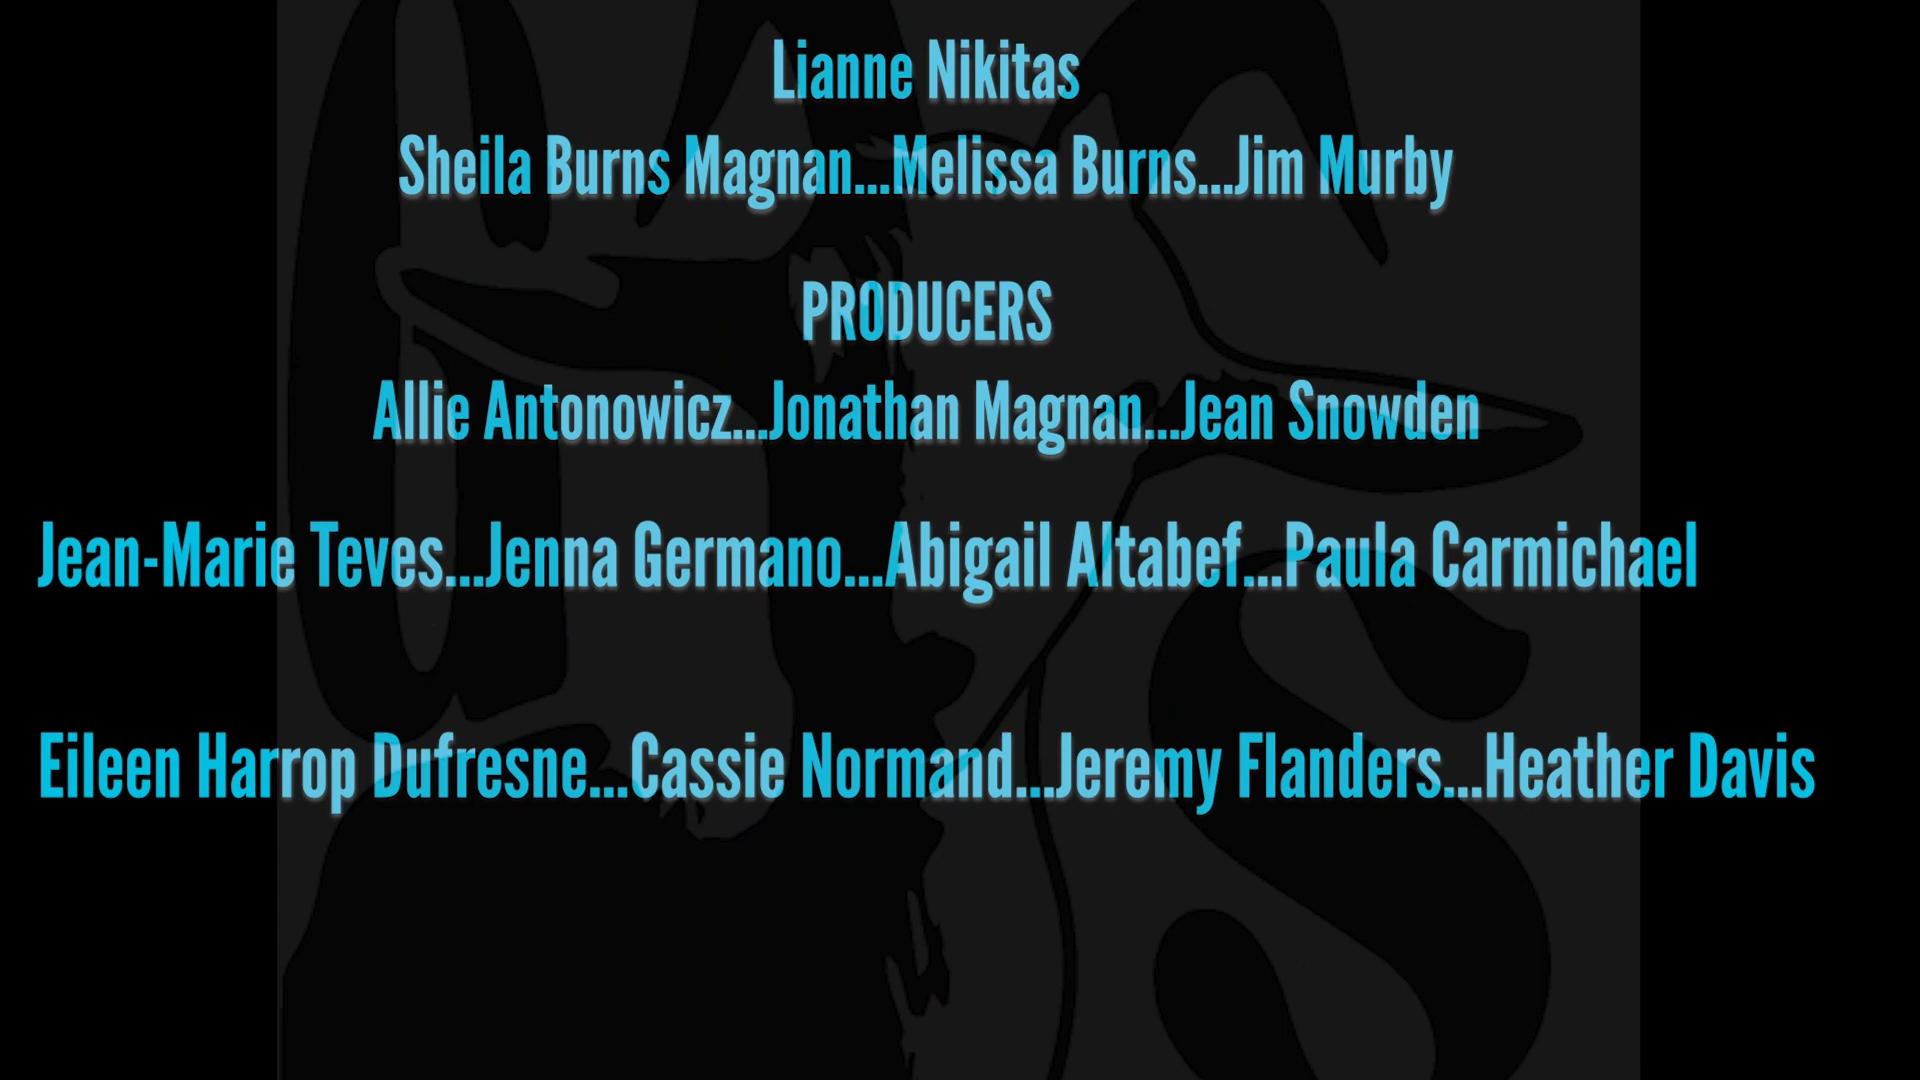 Lianne Nikitas
Sheila Burns Magnan...Melissa Burns...Jim Murby
PRODUCERS
Allie Antonowicz...Jonathan Magnan...Jean Snowden
Jean-Marie Teves...Jenna Germano...Abigail Altabef...Paula Carmichael
Eileen Harrop Dufresne...Cassie Normand...Jeremy Flanders...Heather Davis